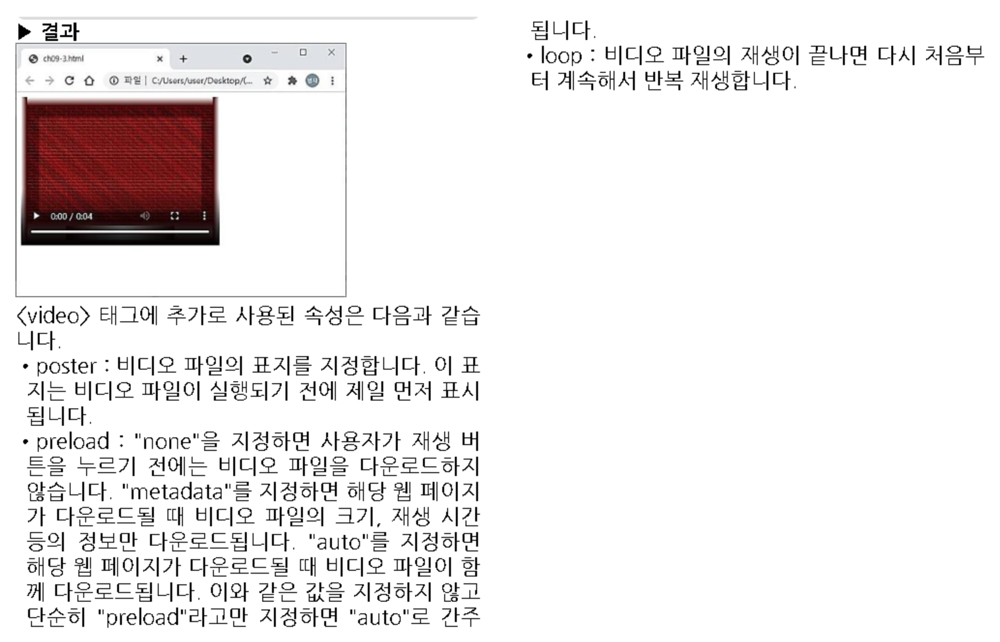 ▶ 결과
ch09-3.html
파일 | C:/Users/user/Desktop/(...
0:00 / 0:04
〈video〉 태그에 추가로 사용된 속성은 다음과 같습
니다.
• poster : 비디오 파일의 표지를 지정합니다. 이 표
지는 비디오 파일이 실행되기 전에 제일 먼저 표시
됩니다.
• preload : "none"을 지정하면 사용자가 재생 버
튼을 누르기 전에는 비디오 파일을 다운로드하지
않습니다. "metadata"를 지정하면 해당 웹 페이지
가 다운로드될 때 비디오 파일의 크기, 재생 시간
등의 정보만 다운로드됩니다. "auto"를 지정하면
해당 웹 페이지가 다운로드될 때 비디오 파일이 함
께 다운로드됩니다. 이와 같은 값을 지정하지 않고
단순히 "preload"라고만 지정하면 "auto"로 간주
됩니다.
• loop : 비디오 파일의 재생이 끝나면 다시 처음부
터 계속해서 반복 재생합니다.